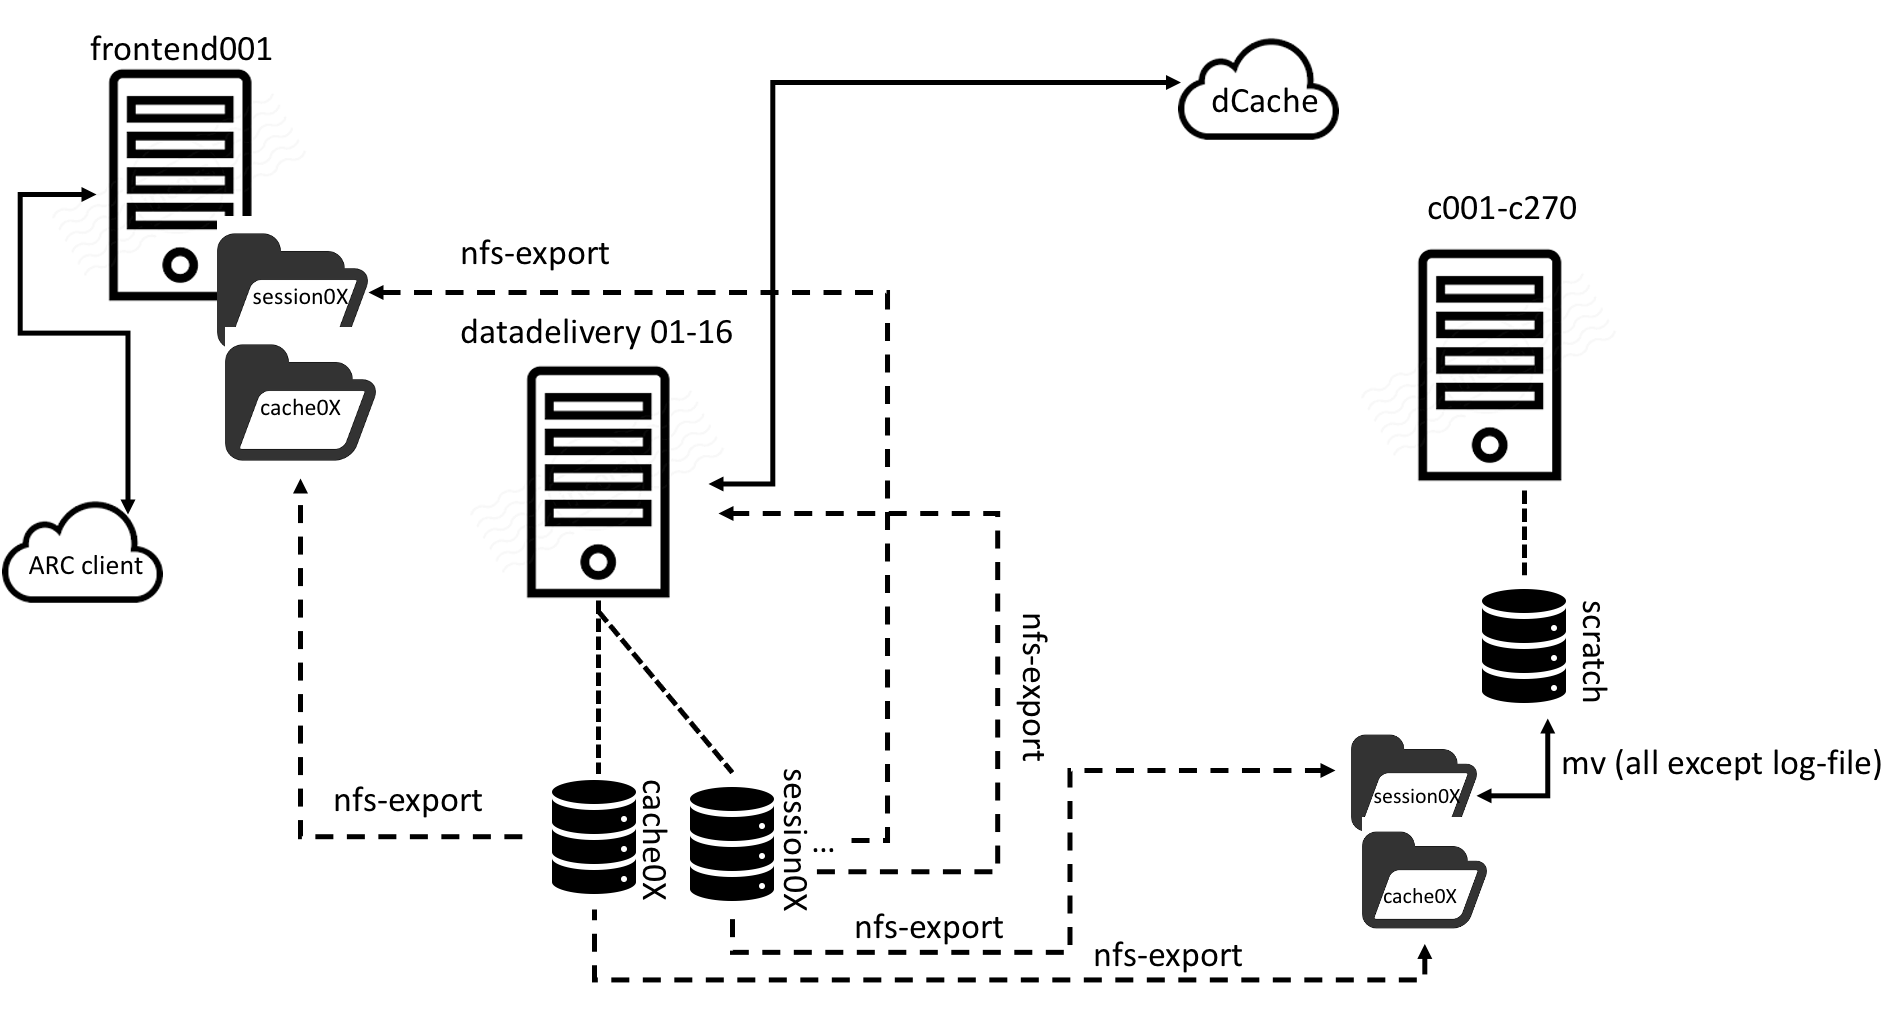 frontend001
dCache
c001-c270
nfs-export
session0X
datadelivery 01-16
cache0X
ARC client
nfs-export
scratch
mv (all except log-file)
nfs-export
cache0X
session0X
...
session0X
cache0X
nfs-export
nfs-export